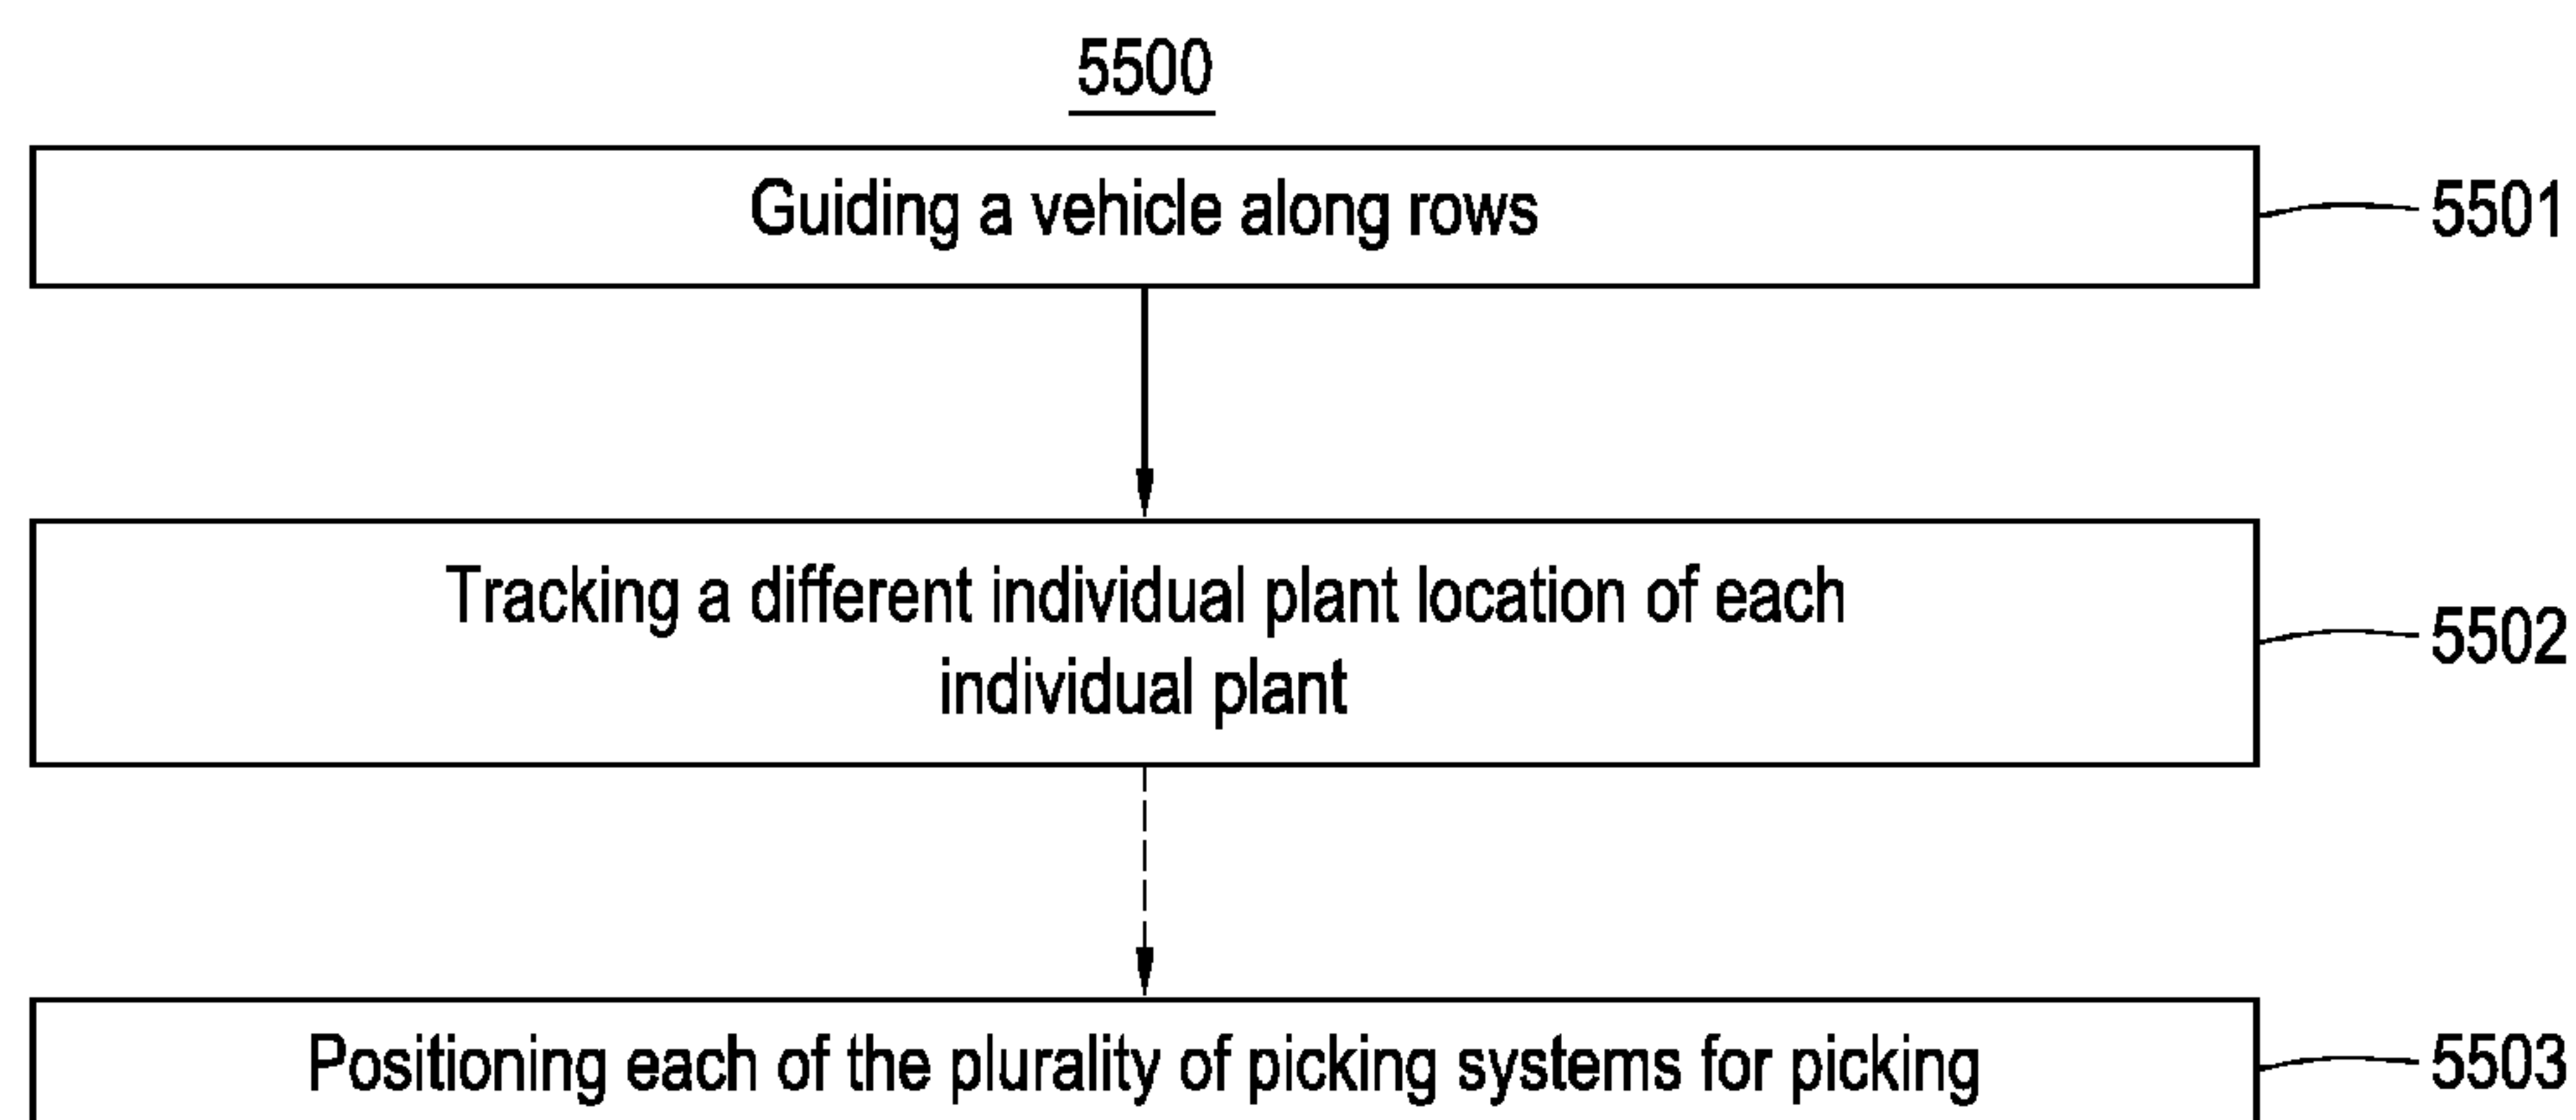 5500
Guiding a vehicle along rows
5501
Tracking a different individual plant location of each
individual plant
5502
Positioning each of the plurality of picking systems for picking
5503